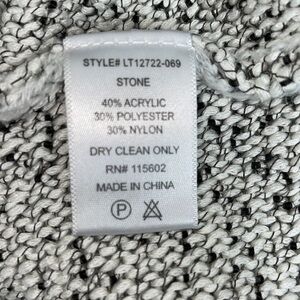 STYLE# LT12722-069
STONE
40% ACRYLIC
30% POLYESTER
30% NYLON
DRY CLEAN ONLY
RN# 115602
MADE IN CHINA
P